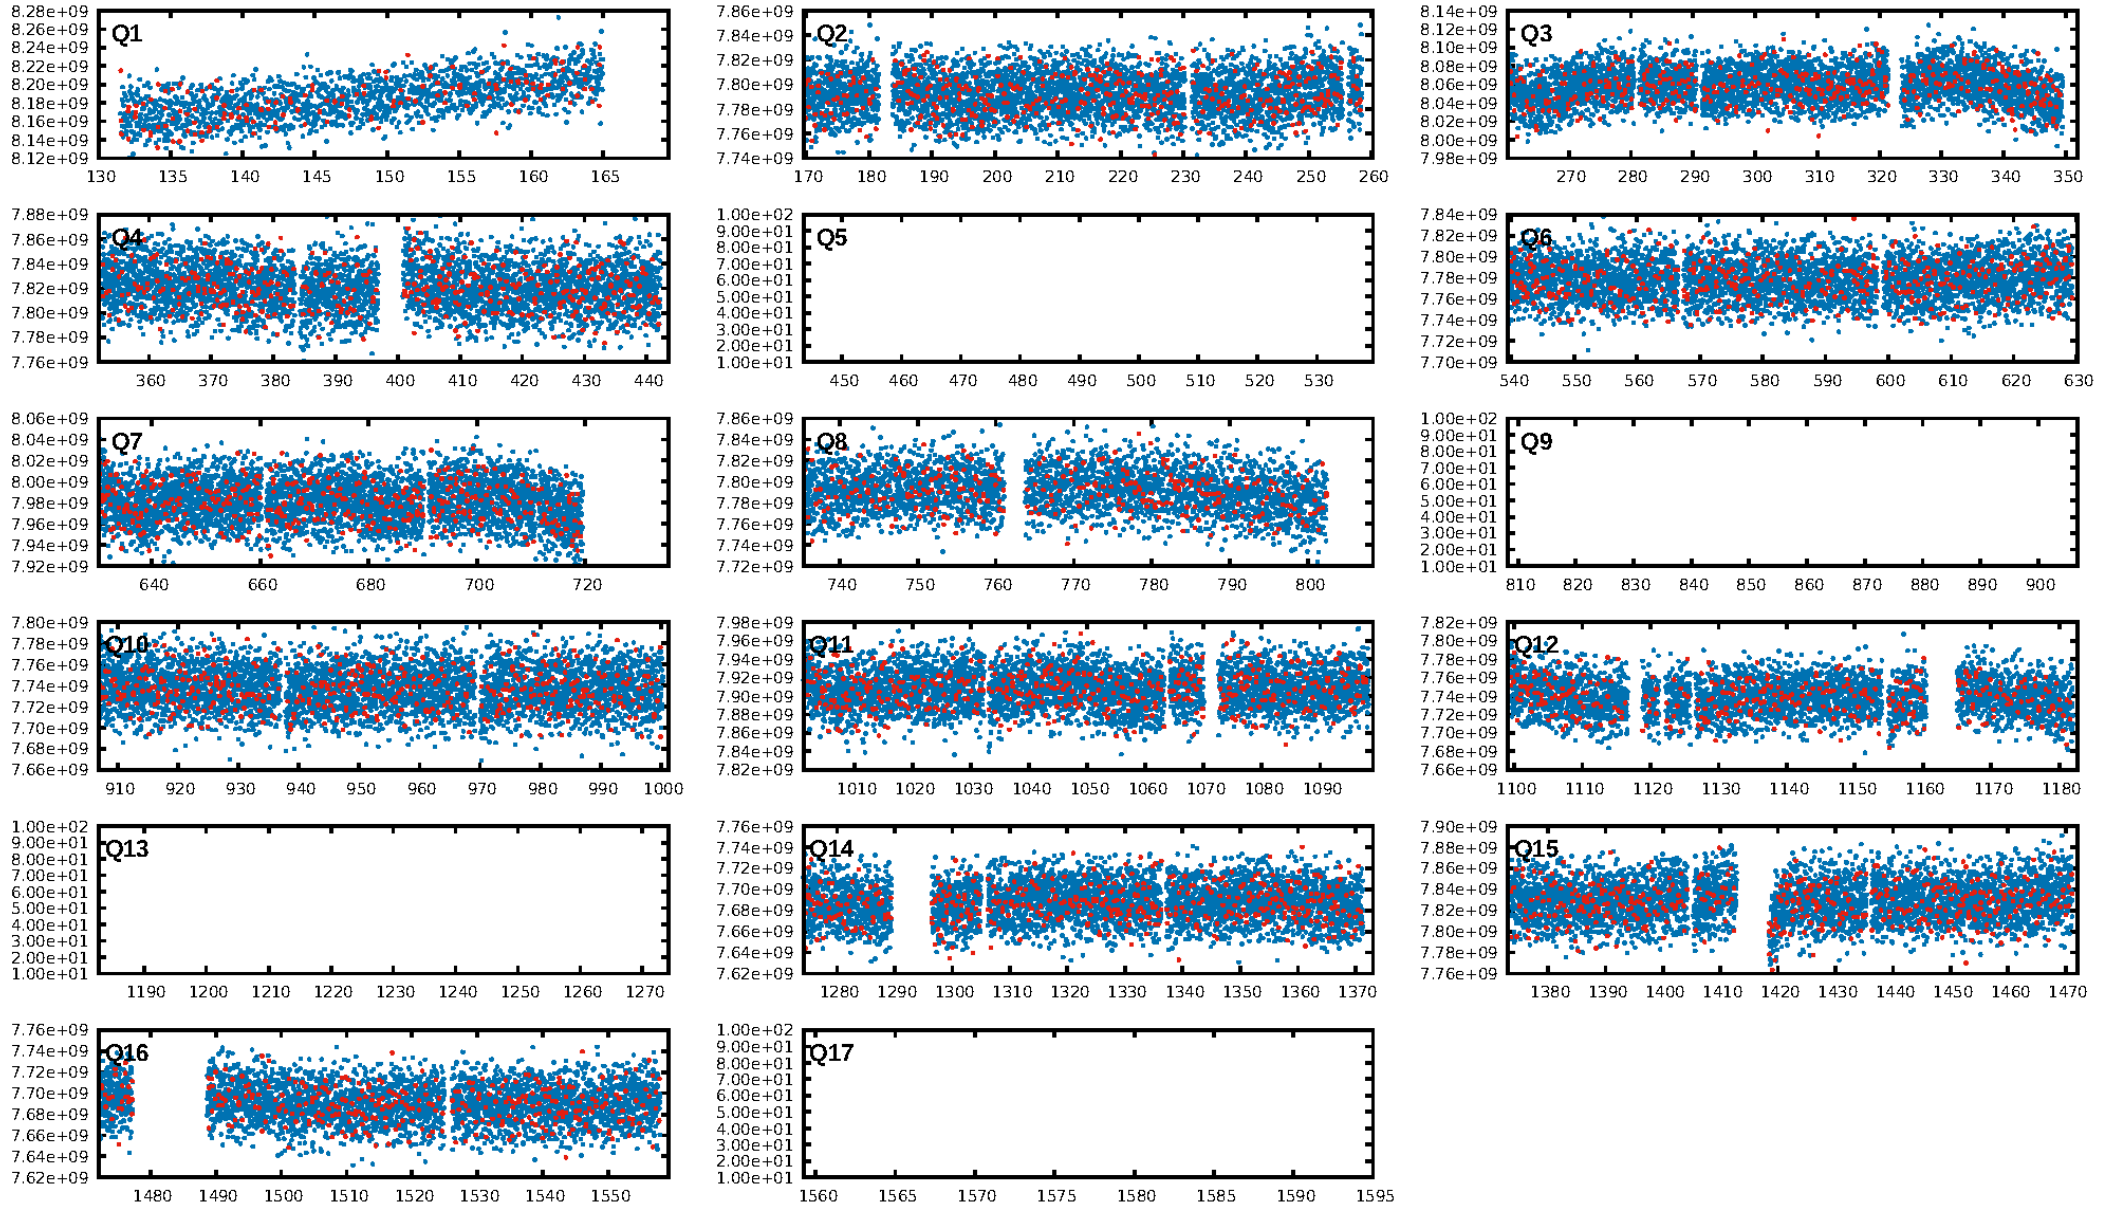 8.28e+09
8.26e+09
8.24e+09
8.22e+09
8.20e+09
8.18e+09
8.16e+09
8.14e+09
8.12e+09
Q1
130 135 140 145 150 155 160 165
7.86e+09
7.84e+09
7.82e+09
7.80e+09
7.78e+09
7.76e+09
7.74e+09
Q2
170 180 190 200 210 220 230 240 250 260
8.14e+09
8.12e+09
8.10e+09
8.08e+09
8.06e+09
8.04e+09
8.02e+09
8.00e+09
7.98e+09
Q3
270 280 290 300 310 320 330 340 350
7.88e+09
7.86e+09
7.84e+09
7.82e+09
7.80e+09
7.78e+09
7.76e+09
Q4
360 370 380 390 400 410 420 430 440
1.00e+02
9.00e+01
8.00e+01
7.00e+01
6.00e+01
5.00e+01
4.00e+01
3.00e+01
2.00e+01
1.00e+01
Q5
450 460 470 480 490 500 510 520 530
7.84e+09
7.82e+09
7.80e+09
7.78e+09
7.76e+09
7.74e+09
7.72e+09
7.70e+09
Q6
540 550 560 570 580 590 600 610 620 630
8.06e+09
8.04e+09
8.02e+09
8.00e+09
7.98e+09
7.96e+09
7.94e+09
7.92e+09
Q7
640 660 680 700 720
7.86e+09
7.84e+09
7.82e+09
7.80e+09
7.78e+09
7.76e+09
7.74e+09
7.72e+09
Q8
740 750 760 770 780 790 800
1.00e+02
9.00e+01
8.00e+01
7.00e+01
6.00e+01
5.00e+01
4.00e+01
3.00e+01
2.00e+01
1.00e+01
Q9
810 820 830 840 850 860 870 880 890 900
7.80e+09
7.78e+09
7.76e+09
7.74e+09
7.72e+09
7.70e+09
7.68e+09
7.66e+09
Q10
910 920 930 940 950 960 970 980 990 1000
7.98e+09
7.96e+09
7.94e+09
7.92e+09
7.90e+09
7.88e+09
7.86e+09
7.84e+09
7.82e+09
Q11
1010 1020 1030 1040 1050 1060 1070 1080 1090
7.82e+09
7.80e+09
7.78e+09
7.76e+09
7.74e+09
7.72e+09
7.70e+09
7.68e+09
7.66e+09
Q12
1100 1110 1120 1130 1140 1150 1160 1170 1180
1.00e+02
9.00e+01
8.00e+01
7.00e+01
6.00e+01
5.00e+01
4.00e+01
3.00e+01
2.00e+01
1.00e+01
Q13
1190 1200 1210 1220 1230 1240 1250 1260 1270
7.76e+09
7.74e+09
7.72e+09
7.70e+09
7.68e+09
7.66e+09
7.64e+09
7.62e+09
Q14
1280 1290 1300 1310 1320 1330 1340 1350 1360 1370
7.90e+09
7.88e+09
7.86e+09
7.84e+09
7.82e+09
7.80e+09
7.78e+09
7.76e+09
Q15
1380 1390 1400 1410 1420 1430 1440 1450 1460 1470
7.76e+09
7.74e+09
7.72e+09
7.70e+09
7.68e+09
7.66e+09
7.64e+09
7.62e+09
Q16
1480 1490 1500 1510 1520 1530 1540 1550
1.00e+02
9.00e+01
8.00e+01
7.00e+01
6.00e+01
5.00e+01
4.00e+01
3.00e+01
2.00e+01
1.00e+01
Q17
1560 1565 1570 1575 1580 1585 1590 1595